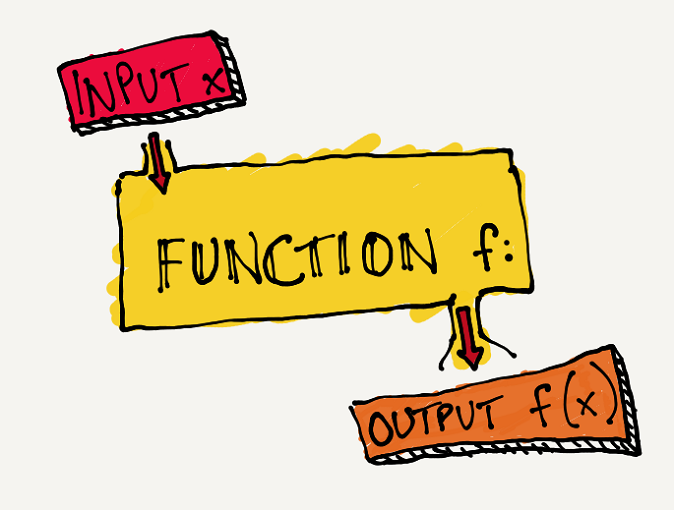 INPUT x
FUNCTION f:
OUTPUT f(x)